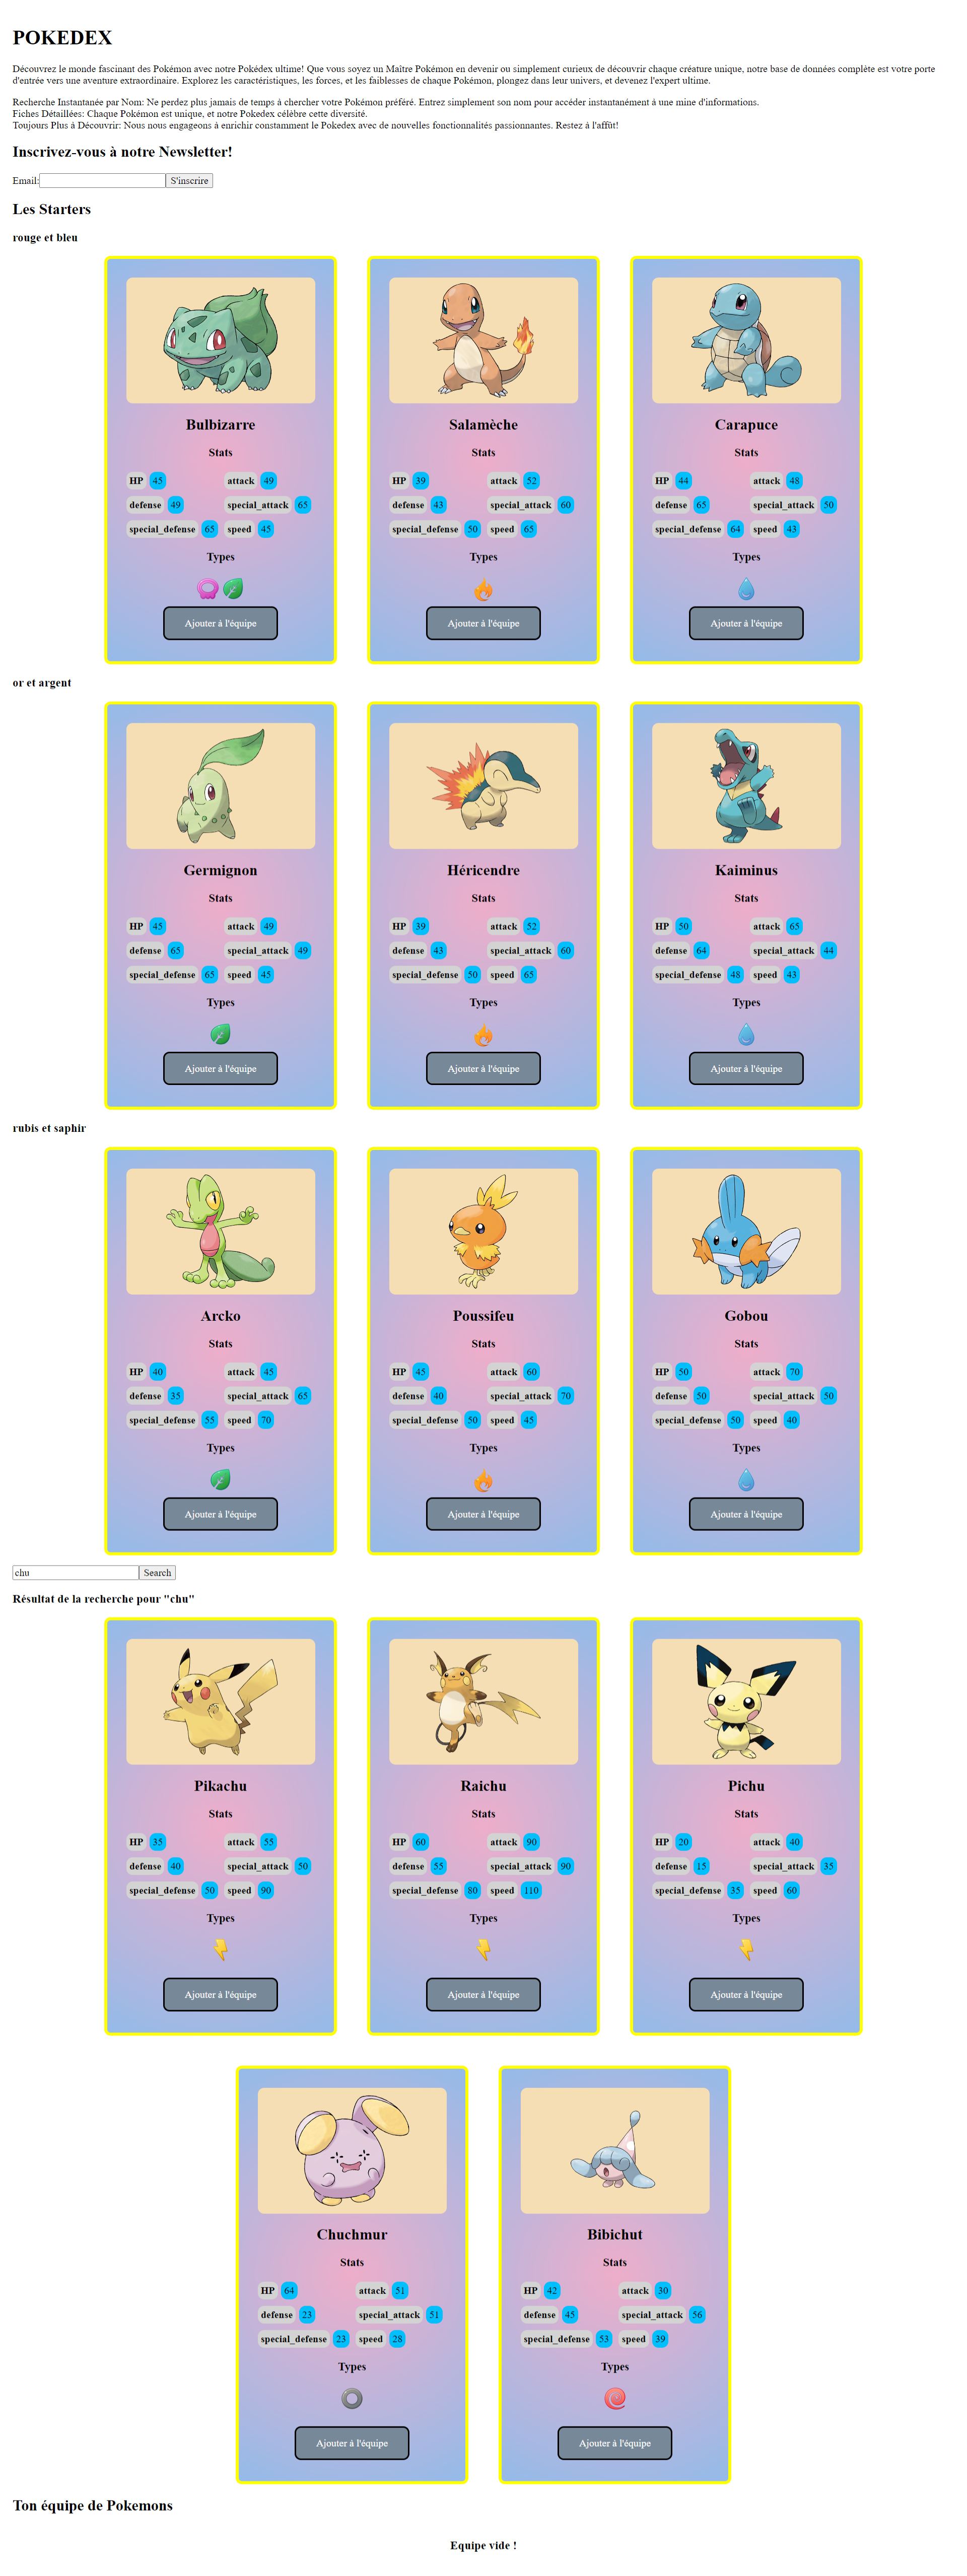 POKEDEX
Découvrez le monde fascinant des Pokémon avec notre Pokédex ultime! Que vous soyez un Maître Pokémon en devenir ou simplement curieux de découvrir chaque créature unique, notre base de données complète est votre porte
d'entrée vers une aventure extraordinaire. Explorez les caractéristiques, les forces, et les faiblesses de chaque Pokémon, plongez dans leur univers, et devenez l'expert ultime.
Recherche Instantanée par Nom: Ne perdez plus jamais de temps à chercher votre Pokémon préféré. Entrez simplement son nom pour accéder instantanément à une mine d'informations.
Fiches Détaillées: Chaque Pokémon est unique, et notre Pokedex célèbre cette diversité.
Toujours Plus à Découvrir: Nous nous engageons à enrichir constamment le Pokedex avec de nouvelles fonctionnalités passionnantes. Restez à l'affût!
Inscrivez-vous à notre Newsletter!
Email: S'inscrire
Les Starters
rouge et bleu
Bulbizarre
Stats
HP 45 attack 49
defense 49 special_attack 65
special_defense 65 speed 45
Types
Ajouter à l'équipe
Salamèche
Stats
HP 39 attack 52
defense 43 special_attack 60
special_defense 50 speed 65
Types
Ajouter à l'équipe
Carapuce
Stats
HP 44 attack 48
defense 65 special_attack 50
special_defense 64 speed 43
Types
Ajouter à l'équipe
or et argent
Germignon
Stats
HP 45 attack 49
defense 65 special_attack 49
special_defense 65 speed 45
Types
Ajouter à l'équipe
Héricendre
Stats
HP 39 attack 52
defense 43 special_attack 60
special_defense 50 speed 65
Types
Ajouter à l'équipe
Kaiminus
Stats
HP 50 attack 65
defense 64 special_attack 44
special_defense 48 speed 43
Types
Ajouter à l'équipe
rubis et saphir
Arcko
Stats
HP 40 attack 45
defense 35 special_attack 65
special_defense 55 speed 70
Types
Ajouter à l'équipe
Poussifeu
Stats
HP 45 attack 60
defense 40 special_attack 70
special_defense 50 speed 45
Types
Ajouter à l'équipe
Gobou
Stats
HP 50 attack 70
defense 50 special_attack 50
special_defense 50 speed 40
Types
Ajouter à l'équipe
chu Search
Résultat de la recherche pour "chu"
Pikachu
Stats
HP 35 attack 55
defense 40 special_attack 50
special_defense 50 speed 90
Types
Ajouter à l'équipe
Raichu
Stats
HP 60 attack 90
defense 55 special_attack 90
special_defense 80 speed 110
Types
Ajouter à l'équipe
Pichu
Stats
HP 20 attack 40
defense 15 special_attack 35
special_defense 35 speed 60
Types
Ajouter à l'équipe
Chuchmur
Stats
HP 64 attack 51
defense 23 special_attack 51
special_defense 23 speed 28
Types
Ajouter à l'équipe
Bibichut
Stats
HP 42 attack 30
defense 45 special_attack 56
special_defense 53 speed 39
Types
Ajouter à l'équipe
Ton équipe de Pokemons
Equipe vide !